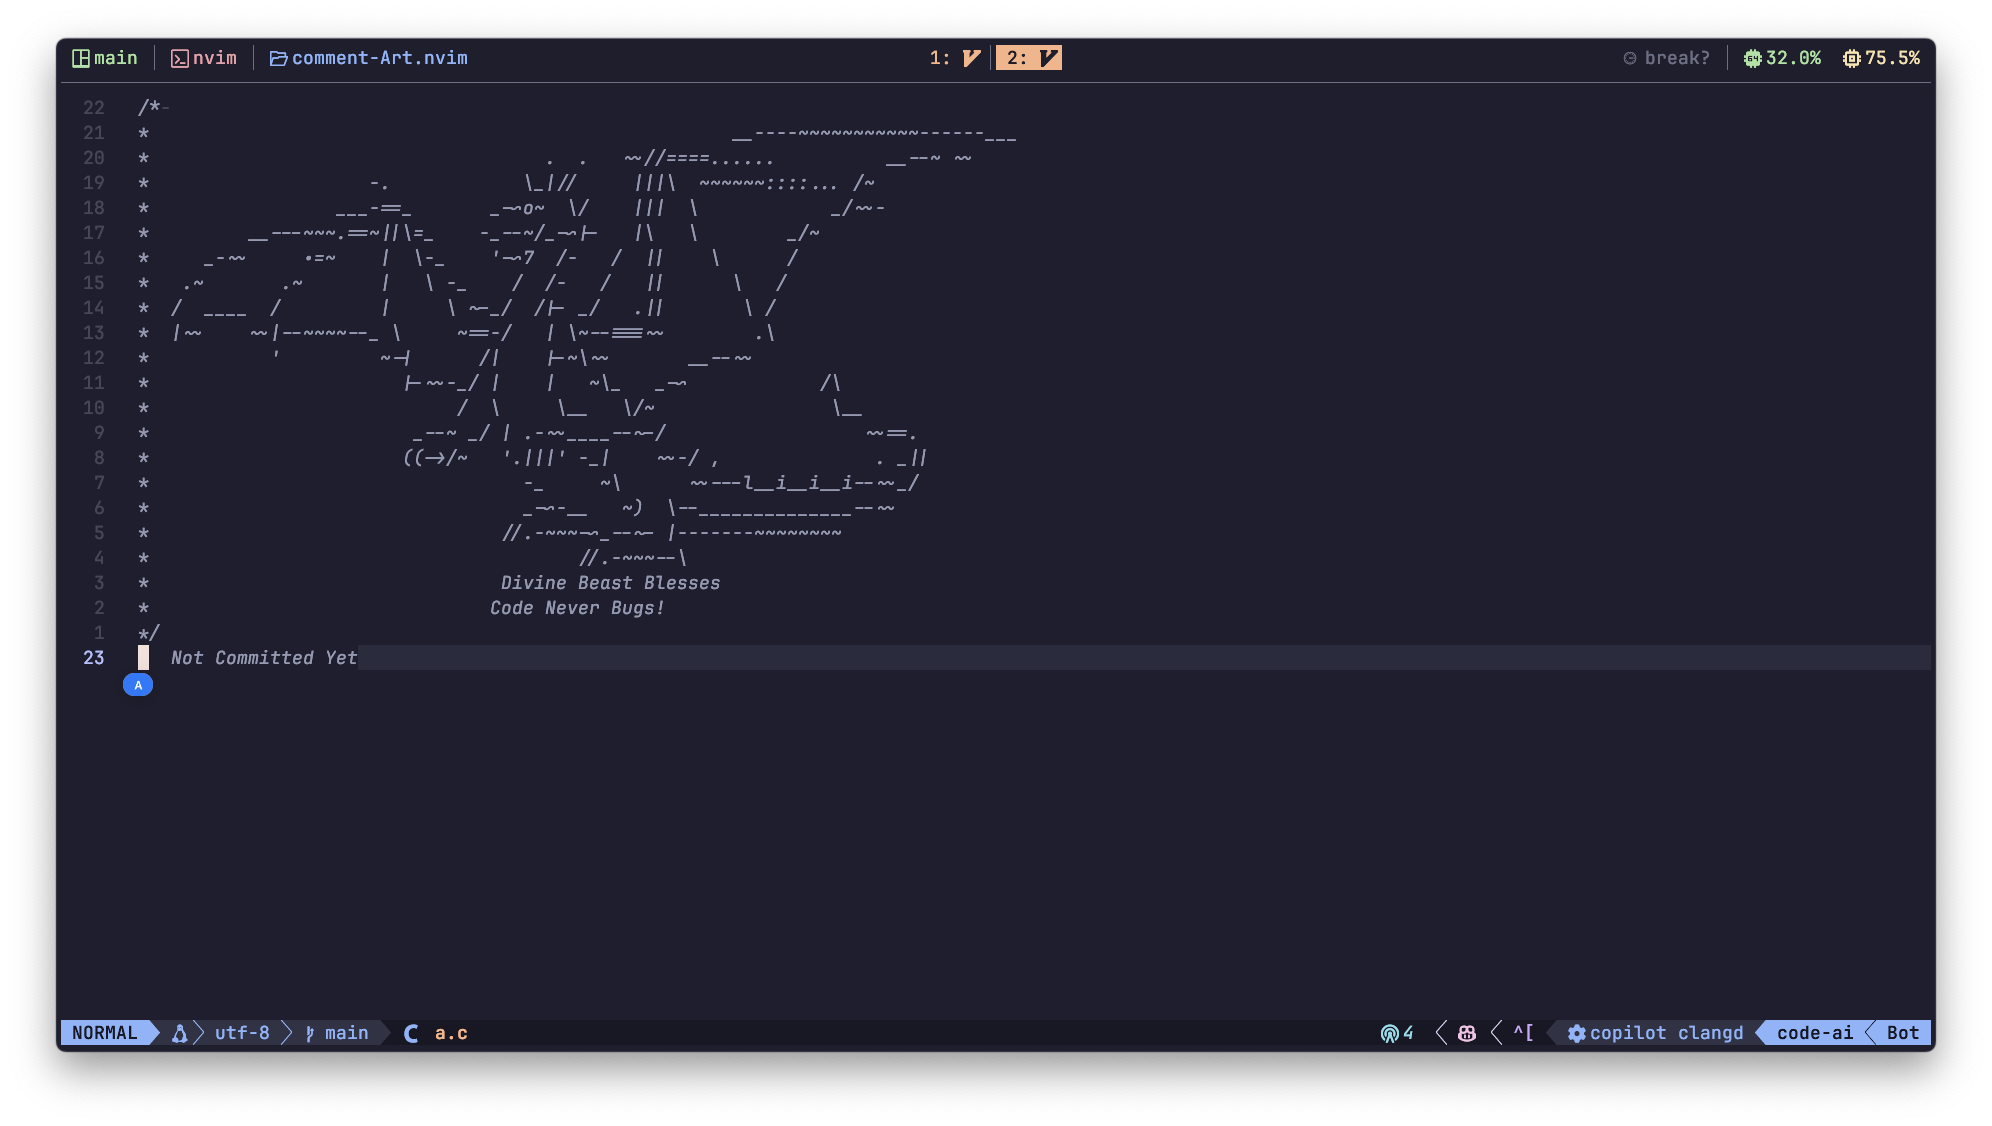 main nvim comment-Art.nvim 1: 2: break? 32.0% 75.5%
22 /*-
21 *                                                      __----~~~~~~~~~~~------___
20 *                                     .  .   ~~//====......          __--~ ~~
19 *                     -.            \_|//     |||\  ~~~~~~::::... /~
18 *                  ___-==_       _-~o~  \/    |||  \            _/~~-
17 *          __---~~~.==~||\=_    -_--~/_-~|-   |\   \        _/~
16 *      _-~~     .=~    |  \-_    '-~7  /-   /  ||    \      /
15 *    .~       .~       |   \ -_    /  /-   /   ||      \   /
14 *   /  ____  /         |     \ ~-_/  /|- _/   .||       \ /
13 *   |~~    ~~|--~~~~--_ \     ~==-/   | \~--===~~        .\
12 *            '         ~-|      /|    |-~\~~       __--~~
11 *                        |-~~-_/ |    |   ~\_   _-~            /\
10 *                             /  \     \__   \/~                \__
9 *                         _--~ _/ | .-~~____--~-/                  ~~==.
8 *                        ((->/~   '.|||' -_|    ~~-/ ,              . _||
7 *                                   -_     ~\      ~~---l__i__i__i--~~_/
6 *                                   _-~-__   ~)  \--______________--~~
5 *                                 //.-~~~-~_--~- |-------~~~~~~~~
4 *                                        //.-~~~--\
3 *                                 Divine Beast Blesses
2 *                                Code Never Bugs!
1 */
23 Not Committed Yet
A
NORMAL utf-8 main a.c 4 ^[ copilot clangd code-ai Bot